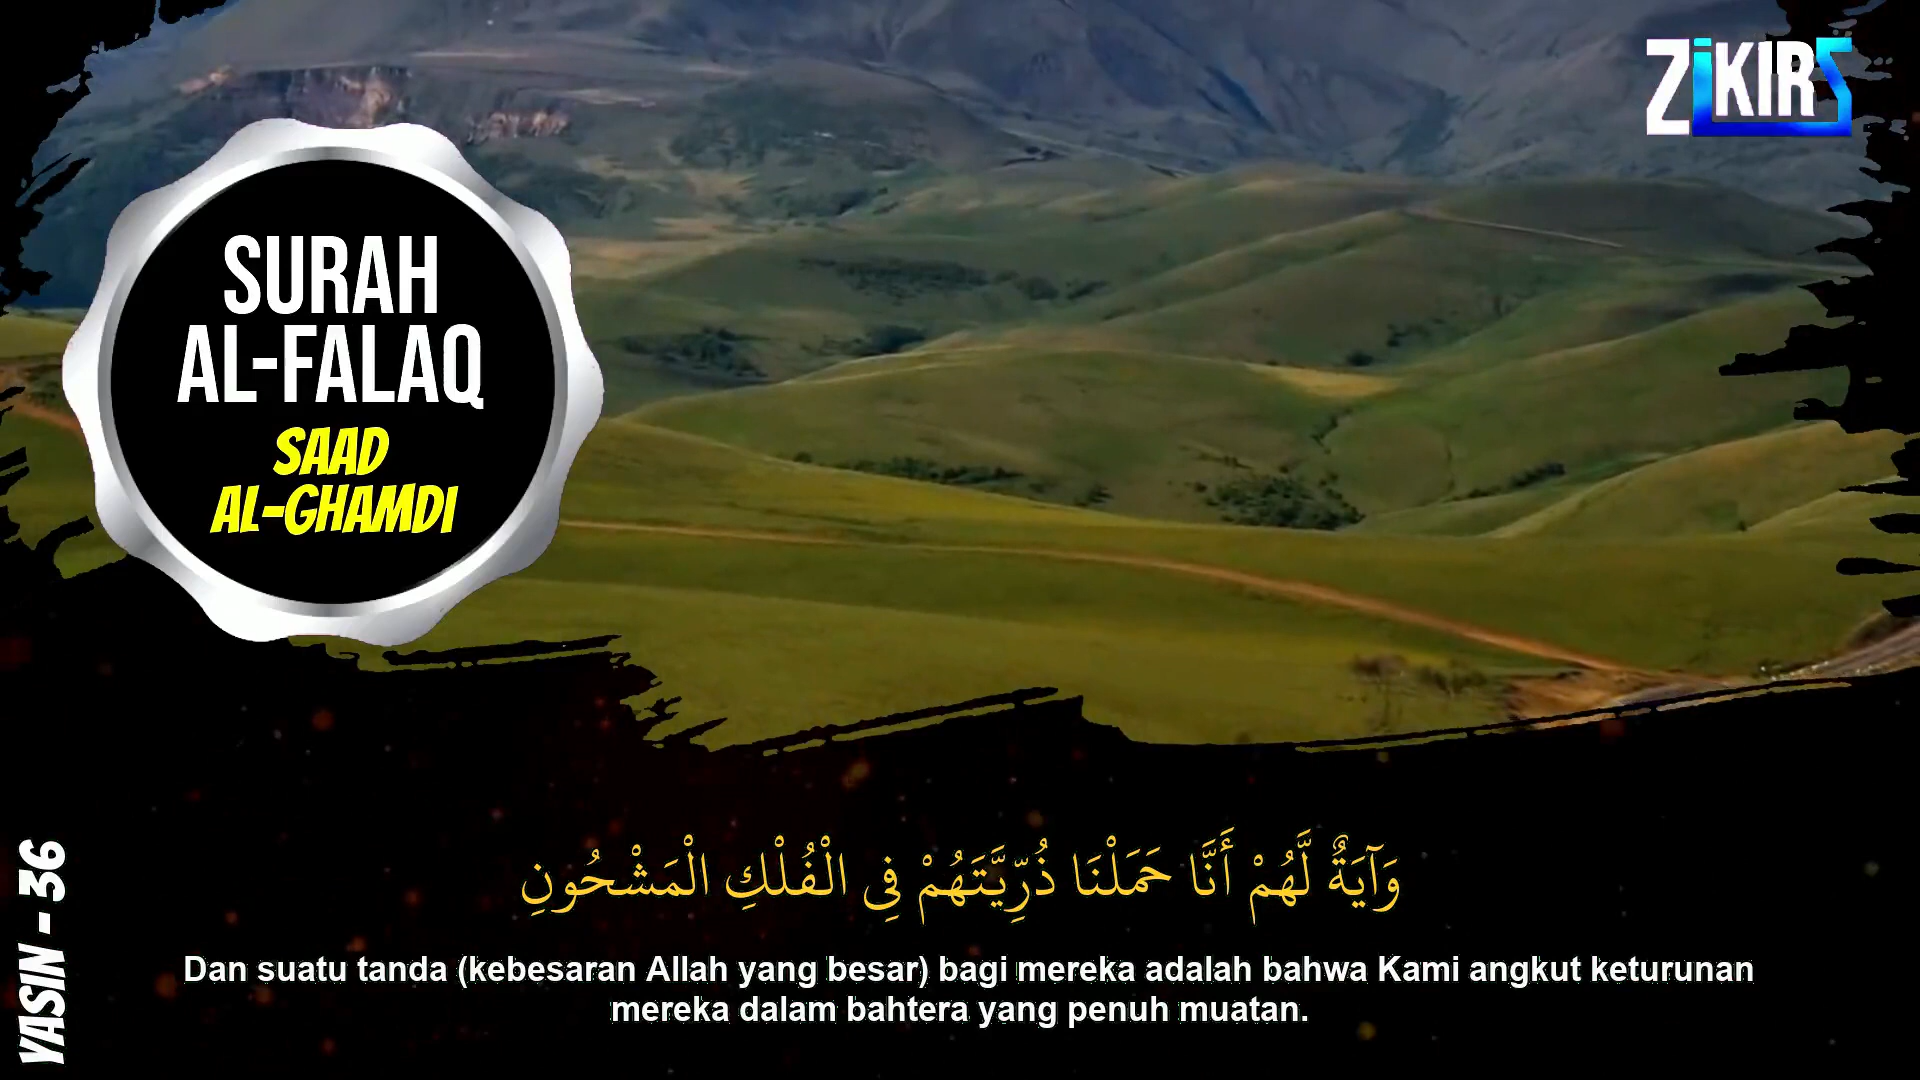 ZiKIRS
SURAH
AL-FALAQ
SAAD
AL-GHAMDI
YASIN - 36
وَآيَةٌ لَّهُمْ أَنَّا حَمَلْنَا ذُرِّيَّتَهُمْ فِى الْفُلْكِ الْمَشْحُونِ
Dan suatu tanda (kebesaran Allah yang besar) bagi mereka adalah bahwa Kami angkut keturunan
mereka dalam bahtera yang penuh muatan.